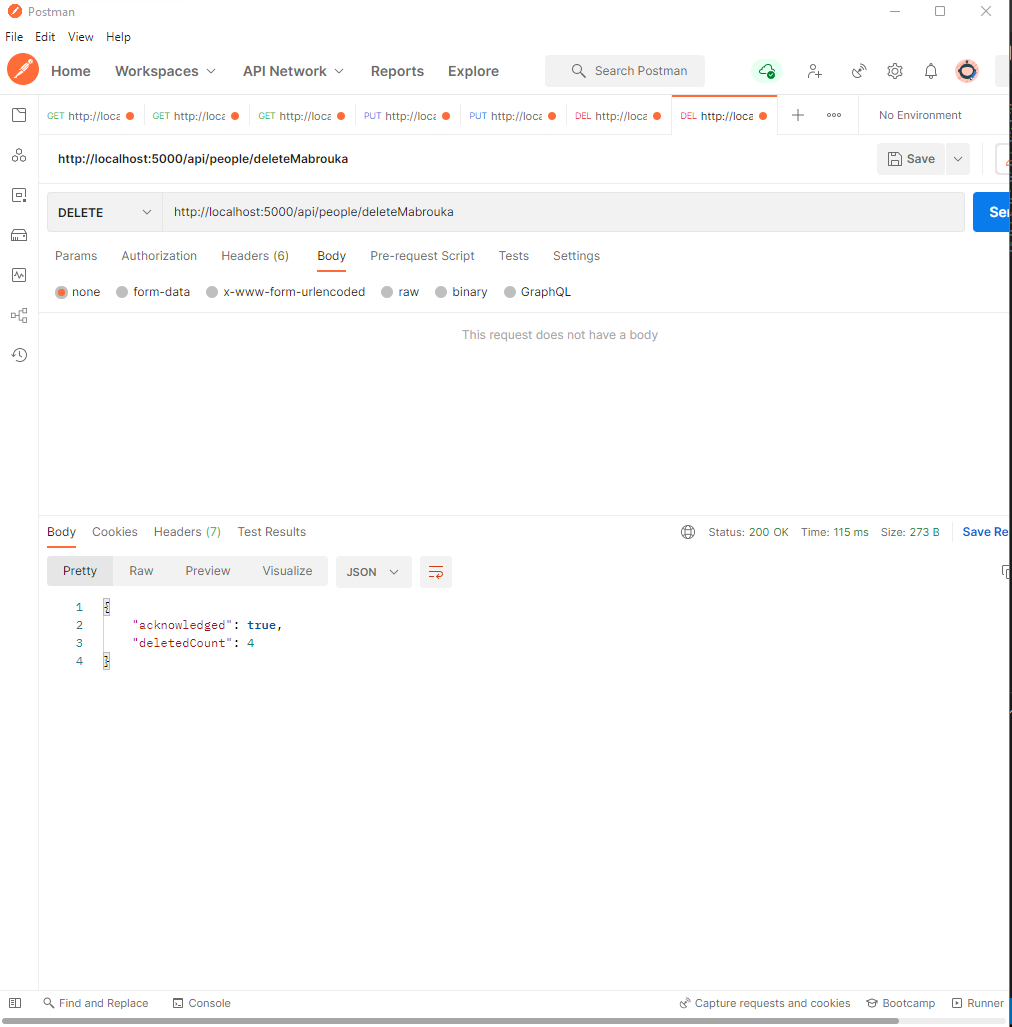 Postman
File Edit View Help
Home Workspaces API Network Reports Explore Search Postman
GET http://loca GET http://loca GET http://loca PUT http://loca PUT http://loca DEL http://loca DEL http://loca No Environment
http://localhost:5000/api/people/deleteMabrouka Save
DELETE http://localhost:5000/api/people/deleteMabrouka Sen
Params Authorization Headers (6) Body Pre-request Script Tests Settings
none form-data x-www-form-urlencoded raw binary GraphQL
This request does not have a body
Body Cookies Headers (7) Test Results Status: 200 OK Time: 115 ms Size: 273 B Save Re
Pretty Raw Preview Visualize JSON
1 {
2 "acknowledged": true,
3 "deletedCount": 4
4 }
Find and Replace Console Capture requests and cookies Bootcamp Runner